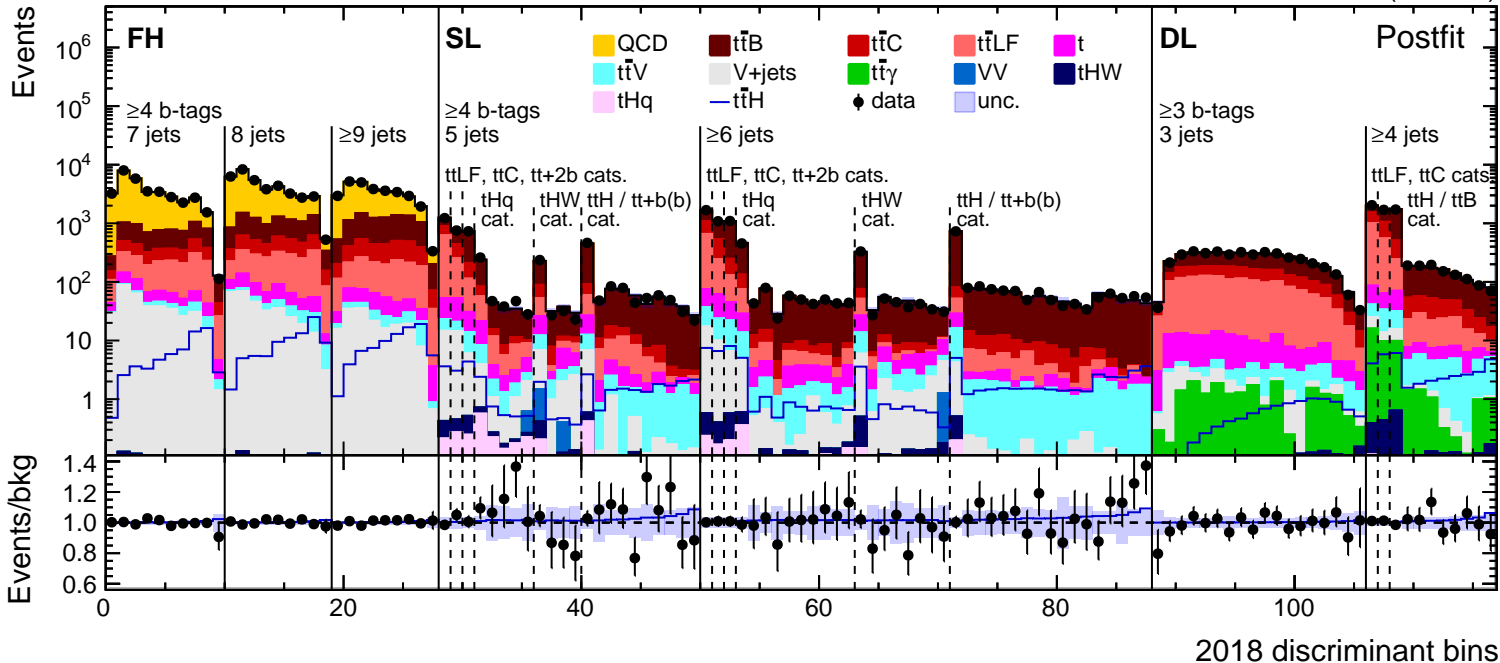 Events
10⁶
10⁵
10⁴
10³
10²
10
1
FH
SL
DL
Postfit
QCD
tt̄B
tt̄C
tt̄LF
t
tt̄V
V+jets
tt̄γ
VV
tHW
tHq
tt̄H
data
unc.
≥4 b-tags
7 jets
8 jets
≥9 jets
≥4 b-tags
5 jets
≥6 jets
≥3 b-tags
3 jets
≥4 jets
ttLF, ttC, tt+2b cats.
tHq
cat.
tHW
cat.
ttH / tt+b(b)
cat.
ttLF, ttC, tt+2b cats.
tHq
cat.
tHW
cat.
ttH / tt+b(b)
cat.
ttLF, ttC cats.
ttH / ttB
cat.
Events/bkg
1.4
1.2
1.0
0.8
0.6
0
20
40
60
80
100
2018 discriminant bins